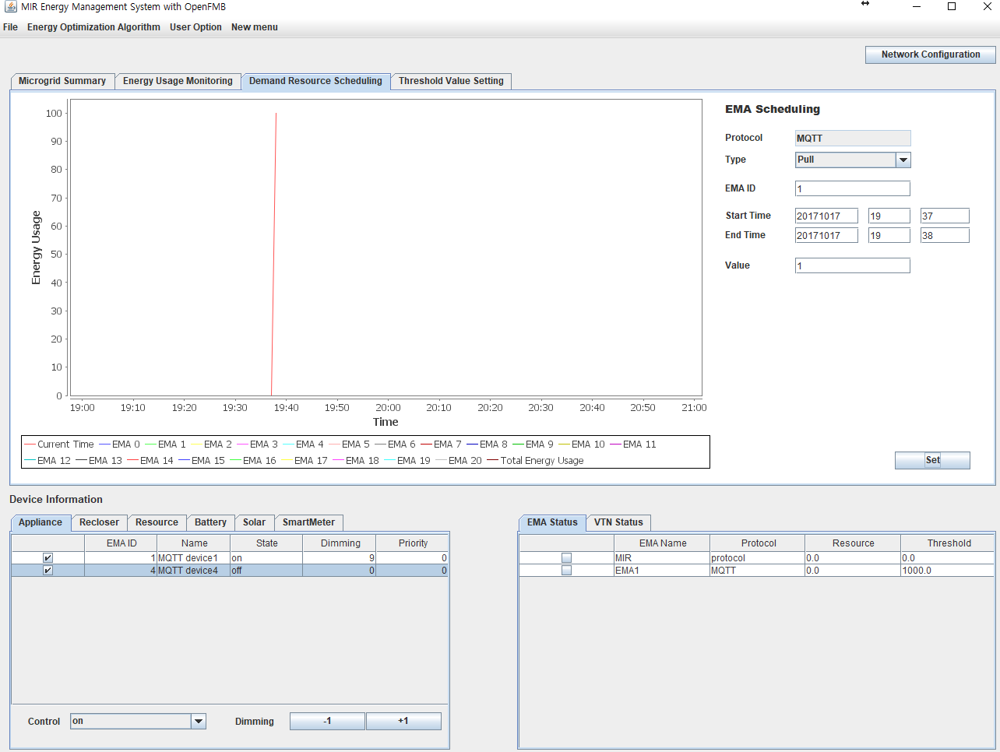 MIR Energy Management System with OpenFMB
File Energy Optimization Algorithm User Option New menu
Network Configuration
Microgrid Summary Energy Usage Monitoring Demand Resource Scheduling Threshold Value Setting
100
90
80
70
60
50
40
30
20
10
0
Energy Usage
19:00 19:10 19:20 19:30 19:40 19:50 20:00 20:10 20:20 20:30 20:40 20:50 21:00
Time
Current Time EMA 0 EMA 1 EMA 2 EMA 3 EMA 4 EMA 5 EMA 6 EMA 7 EMA 8 EMA 9 EMA 10 EMA 11
EMA 12 EMA 13 EMA 14 EMA 15 EMA 16 EMA 17 EMA 18 EMA 19 EMA 20 Total Energy Usage
EMA Scheduling
Protocol MQTT
Type Pull
EMA ID 1
Start Time 20171017 19 37
End Time 20171017 19 38
Value 1
Set
Device Information
Appliance Recloser Resource Battery Solar SmartMeter
EMA ID Name State Dimming Priority
1 MQTT device1 on 9 0
4 MQTT device4 off 0 0
Control on Dimming -1 +1
EMA Status VTN Status
EMA Name Protocol Resource Threshold
MIR protocol 0.0 0.0
EMA1 MQTT 0.0 1000.0